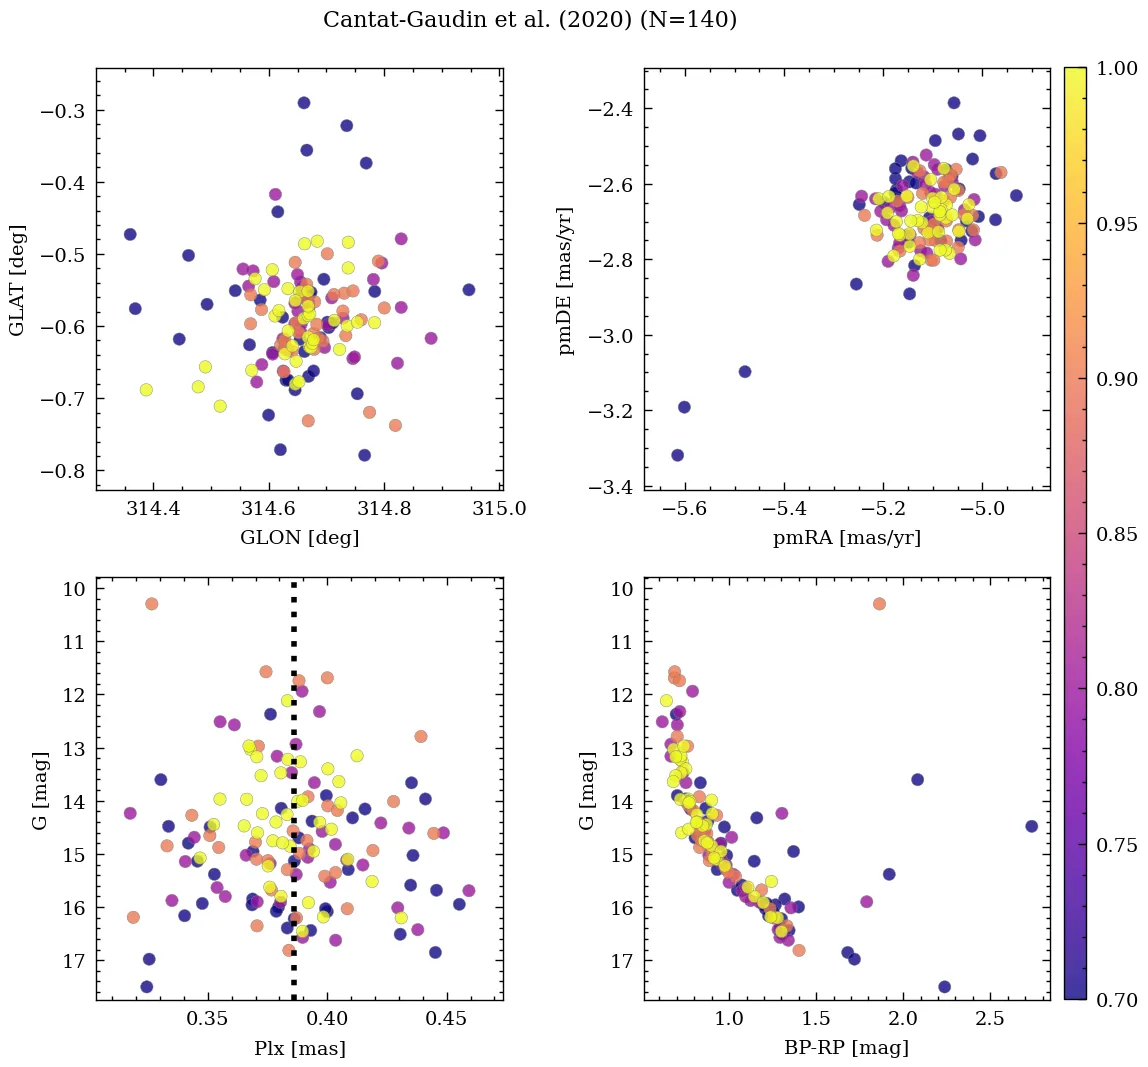 Cantat-Gaudin et al. (2020) (N=140)
−0.3
−0.4
−0.5
−0.6
−0.7
−0.8
GLAT [deg]
314.4 314.6 314.8 315.0
GLON [deg]
−2.4
−2.6
−2.8
−3.0
−3.2
−3.4
pmDE [mas/yr]
−5.6 −5.4 −5.2 −5.0
pmRA [mas/yr]
10
11
12
13
14
15
16
17
G [mag]
0.35 0.40 0.45
Plx [mas]
10
11
12
13
14
15
16
17
G [mag]
1.0 1.5 2.0 2.5
BP-RP [mag]
1.00
0.95
0.90
0.85
0.80
0.75
0.70